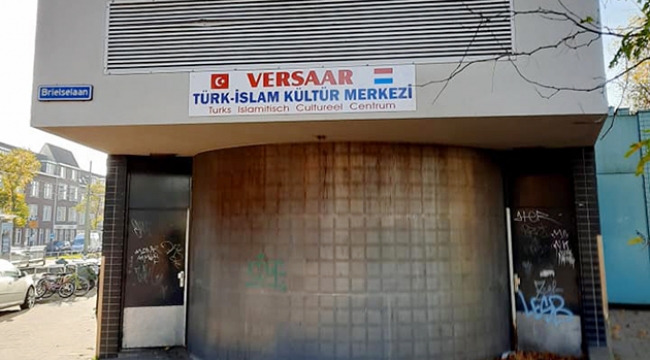 Brielselaan
VERSAAR
TÜRK-İSLAM KÜLTÜR MERKEZİ
Turks Islamitisch Cultureel Centrum